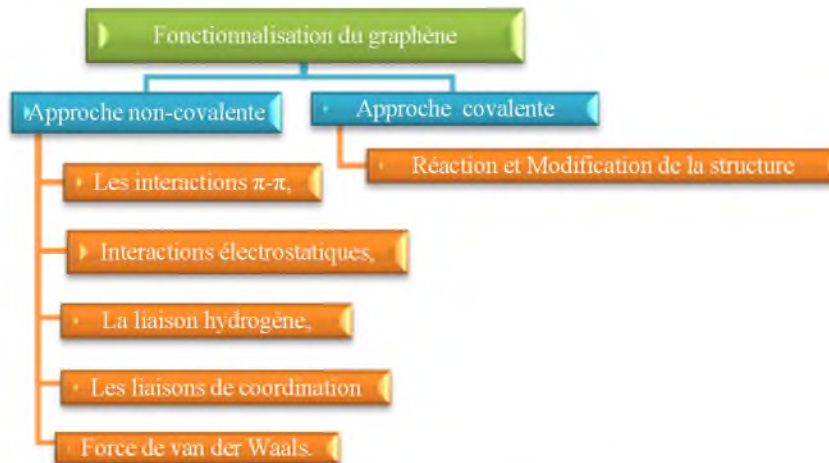 Fonctionnalisation du graphène
Approche non-covalente
Approche covalente
Réaction et Modification de la structure
Les interactions π-π,
Interactions électrostatiques,
La liaison hydrogène,
Les liaisons de coordination
Force de van der Waals.